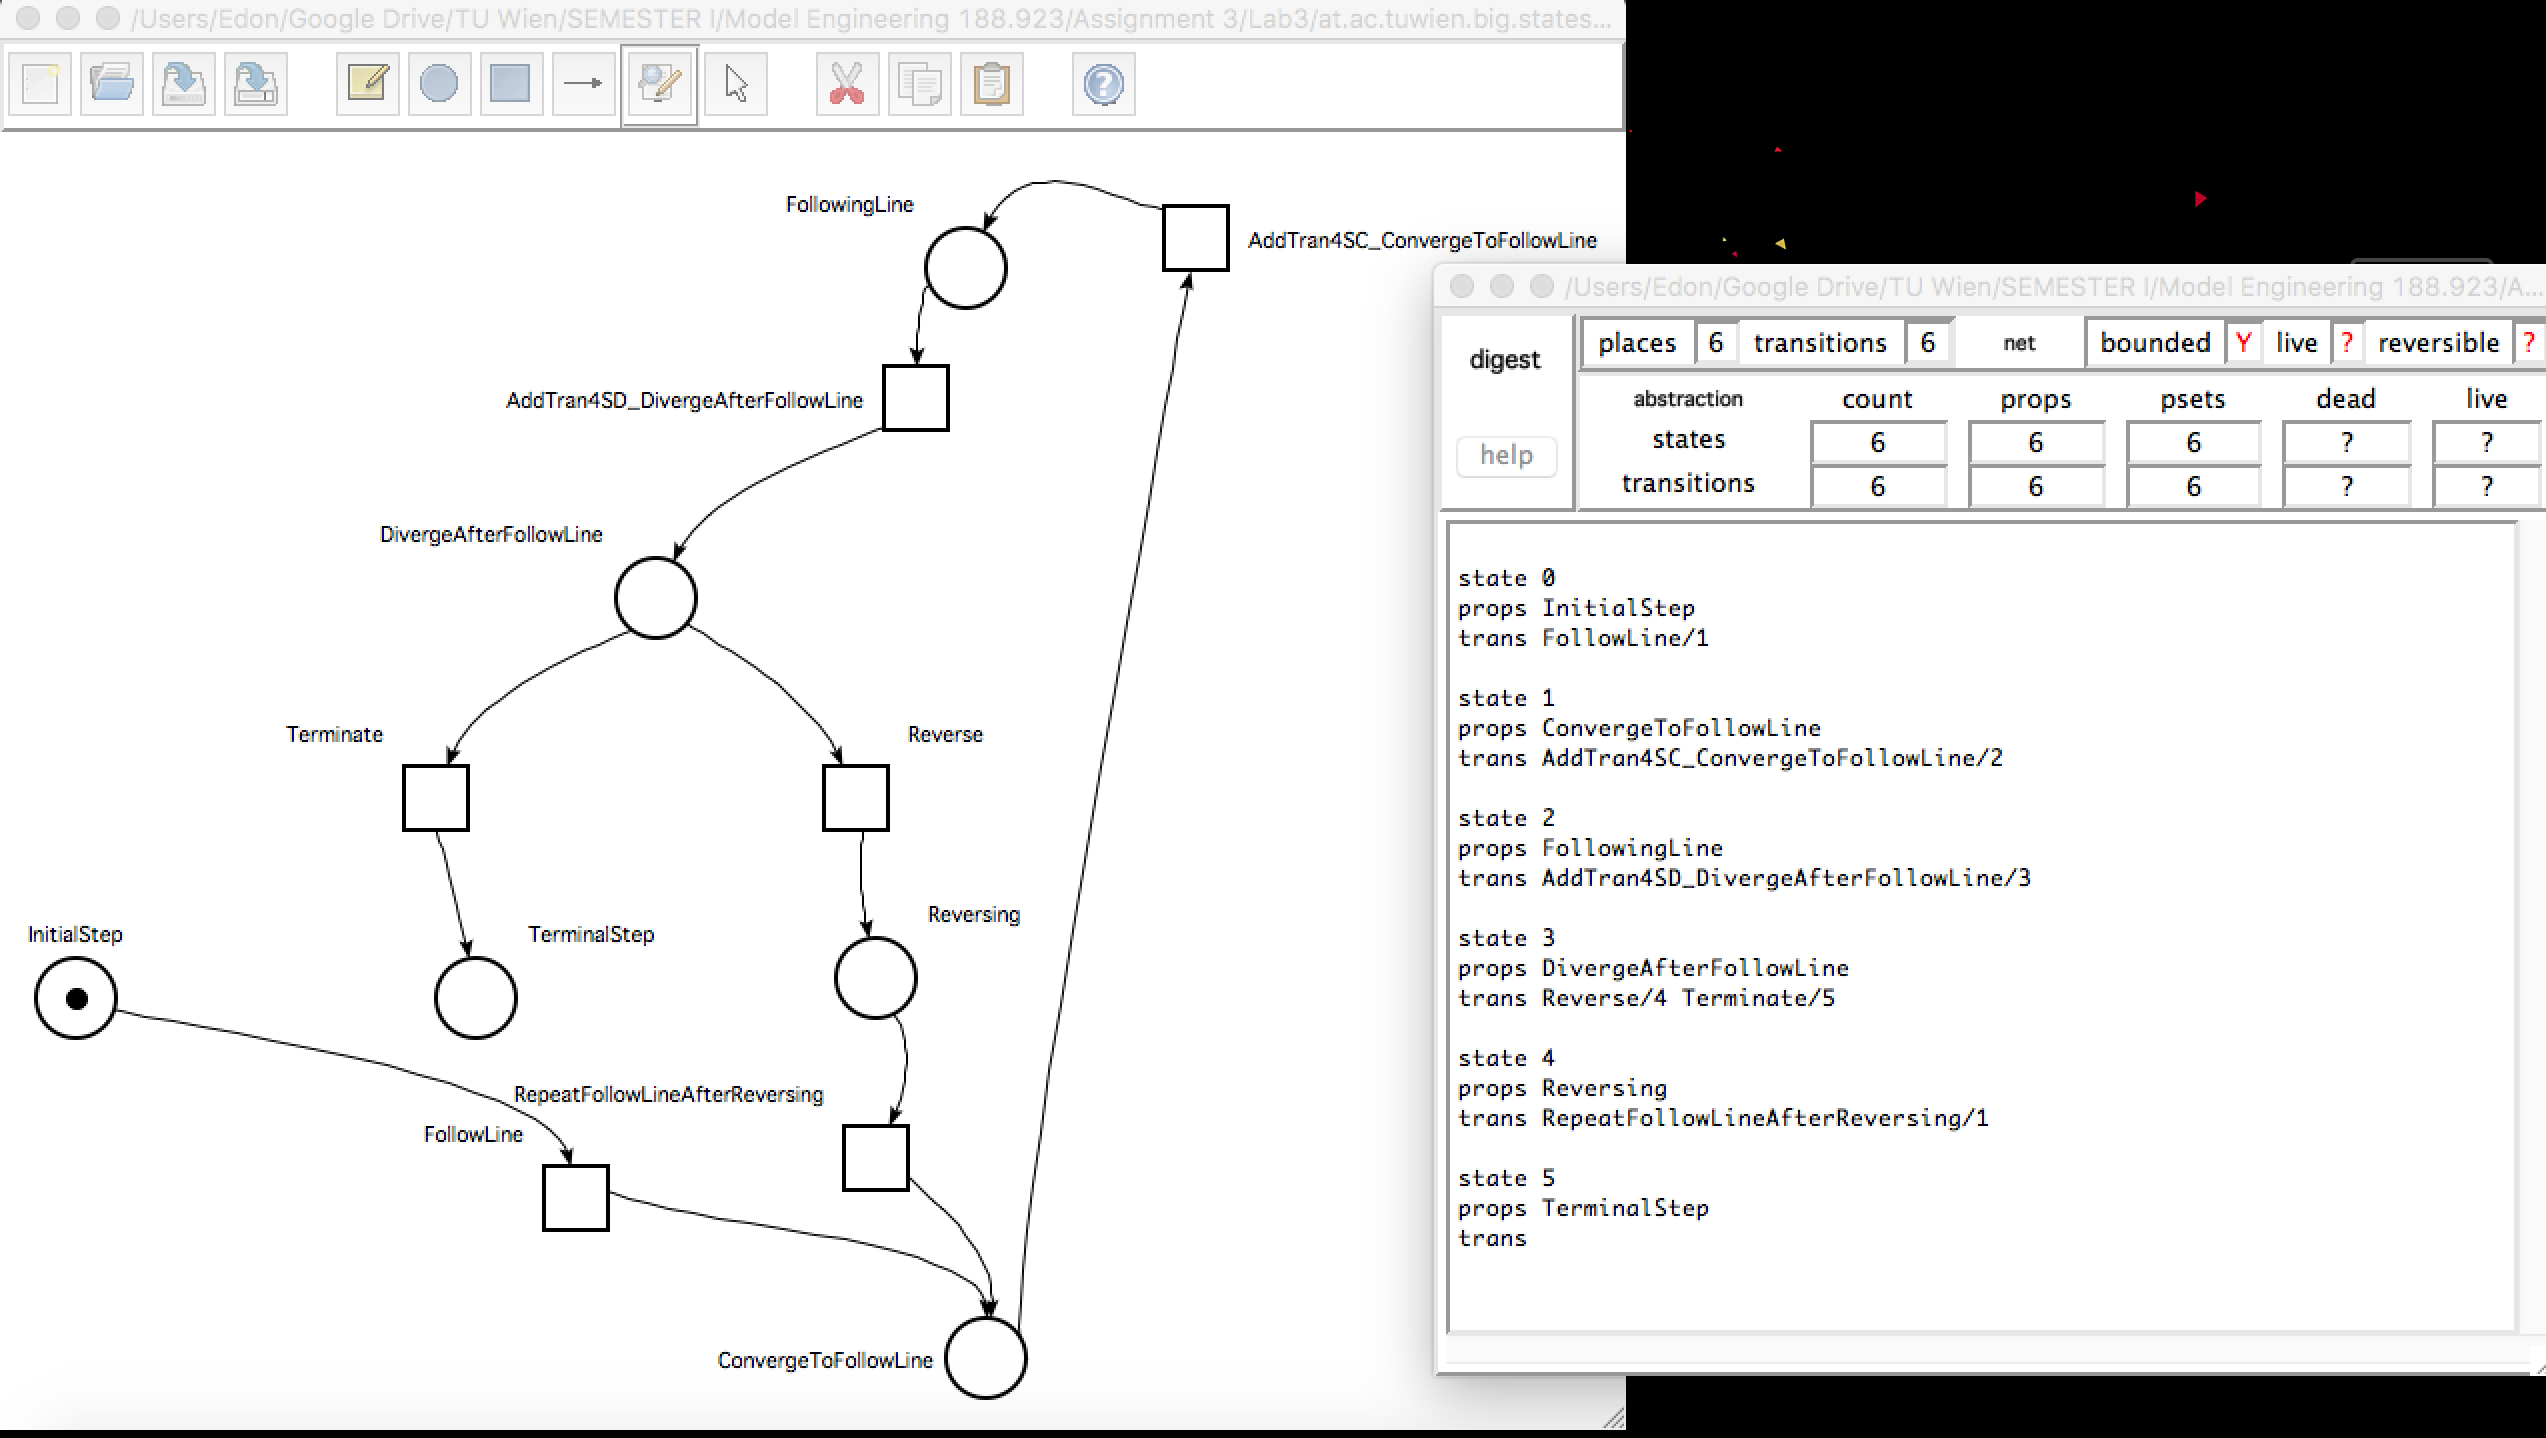 /Users/Edon/Google Drive/TU Wien/SEMESTER I/Model Engineering 188.923/Assignment 3/Lab3/at.ac.tuwien.big.states...
FollowingLine
AddTran4SC_ConvergeToFollowLine
AddTran4SD_DivergeAfterFollowLine
DivergeAfterFollowLine
Terminate
Reverse
Reversing
InitialStep
TerminalStep
RepeatFollowLineAfterReversing
FollowLine
ConvergeToFollowLine
/Users/Edon/Google Drive/TU Wien/SEMESTER I/Model Engineering 188.923/A...
digest
help
places 6 transitions 6 net bounded Y live ? reversible ?
abstraction count props psets dead live
states 6 6 6 ? ?
transitions 6 6 6 ? ?
state 0
props InitialStep
trans FollowLine/1
state 1
props ConvergeToFollowLine
trans AddTran4SC_ConvergeToFollowLine/2
state 2
props FollowingLine
trans AddTran4SD_DivergeAfterFollowLine/3
state 3
props DivergeAfterFollowLine
trans Reverse/4 Terminate/5
state 4
props Reversing
trans RepeatFollowLineAfterReversing/1
state 5
props TerminalStep
trans